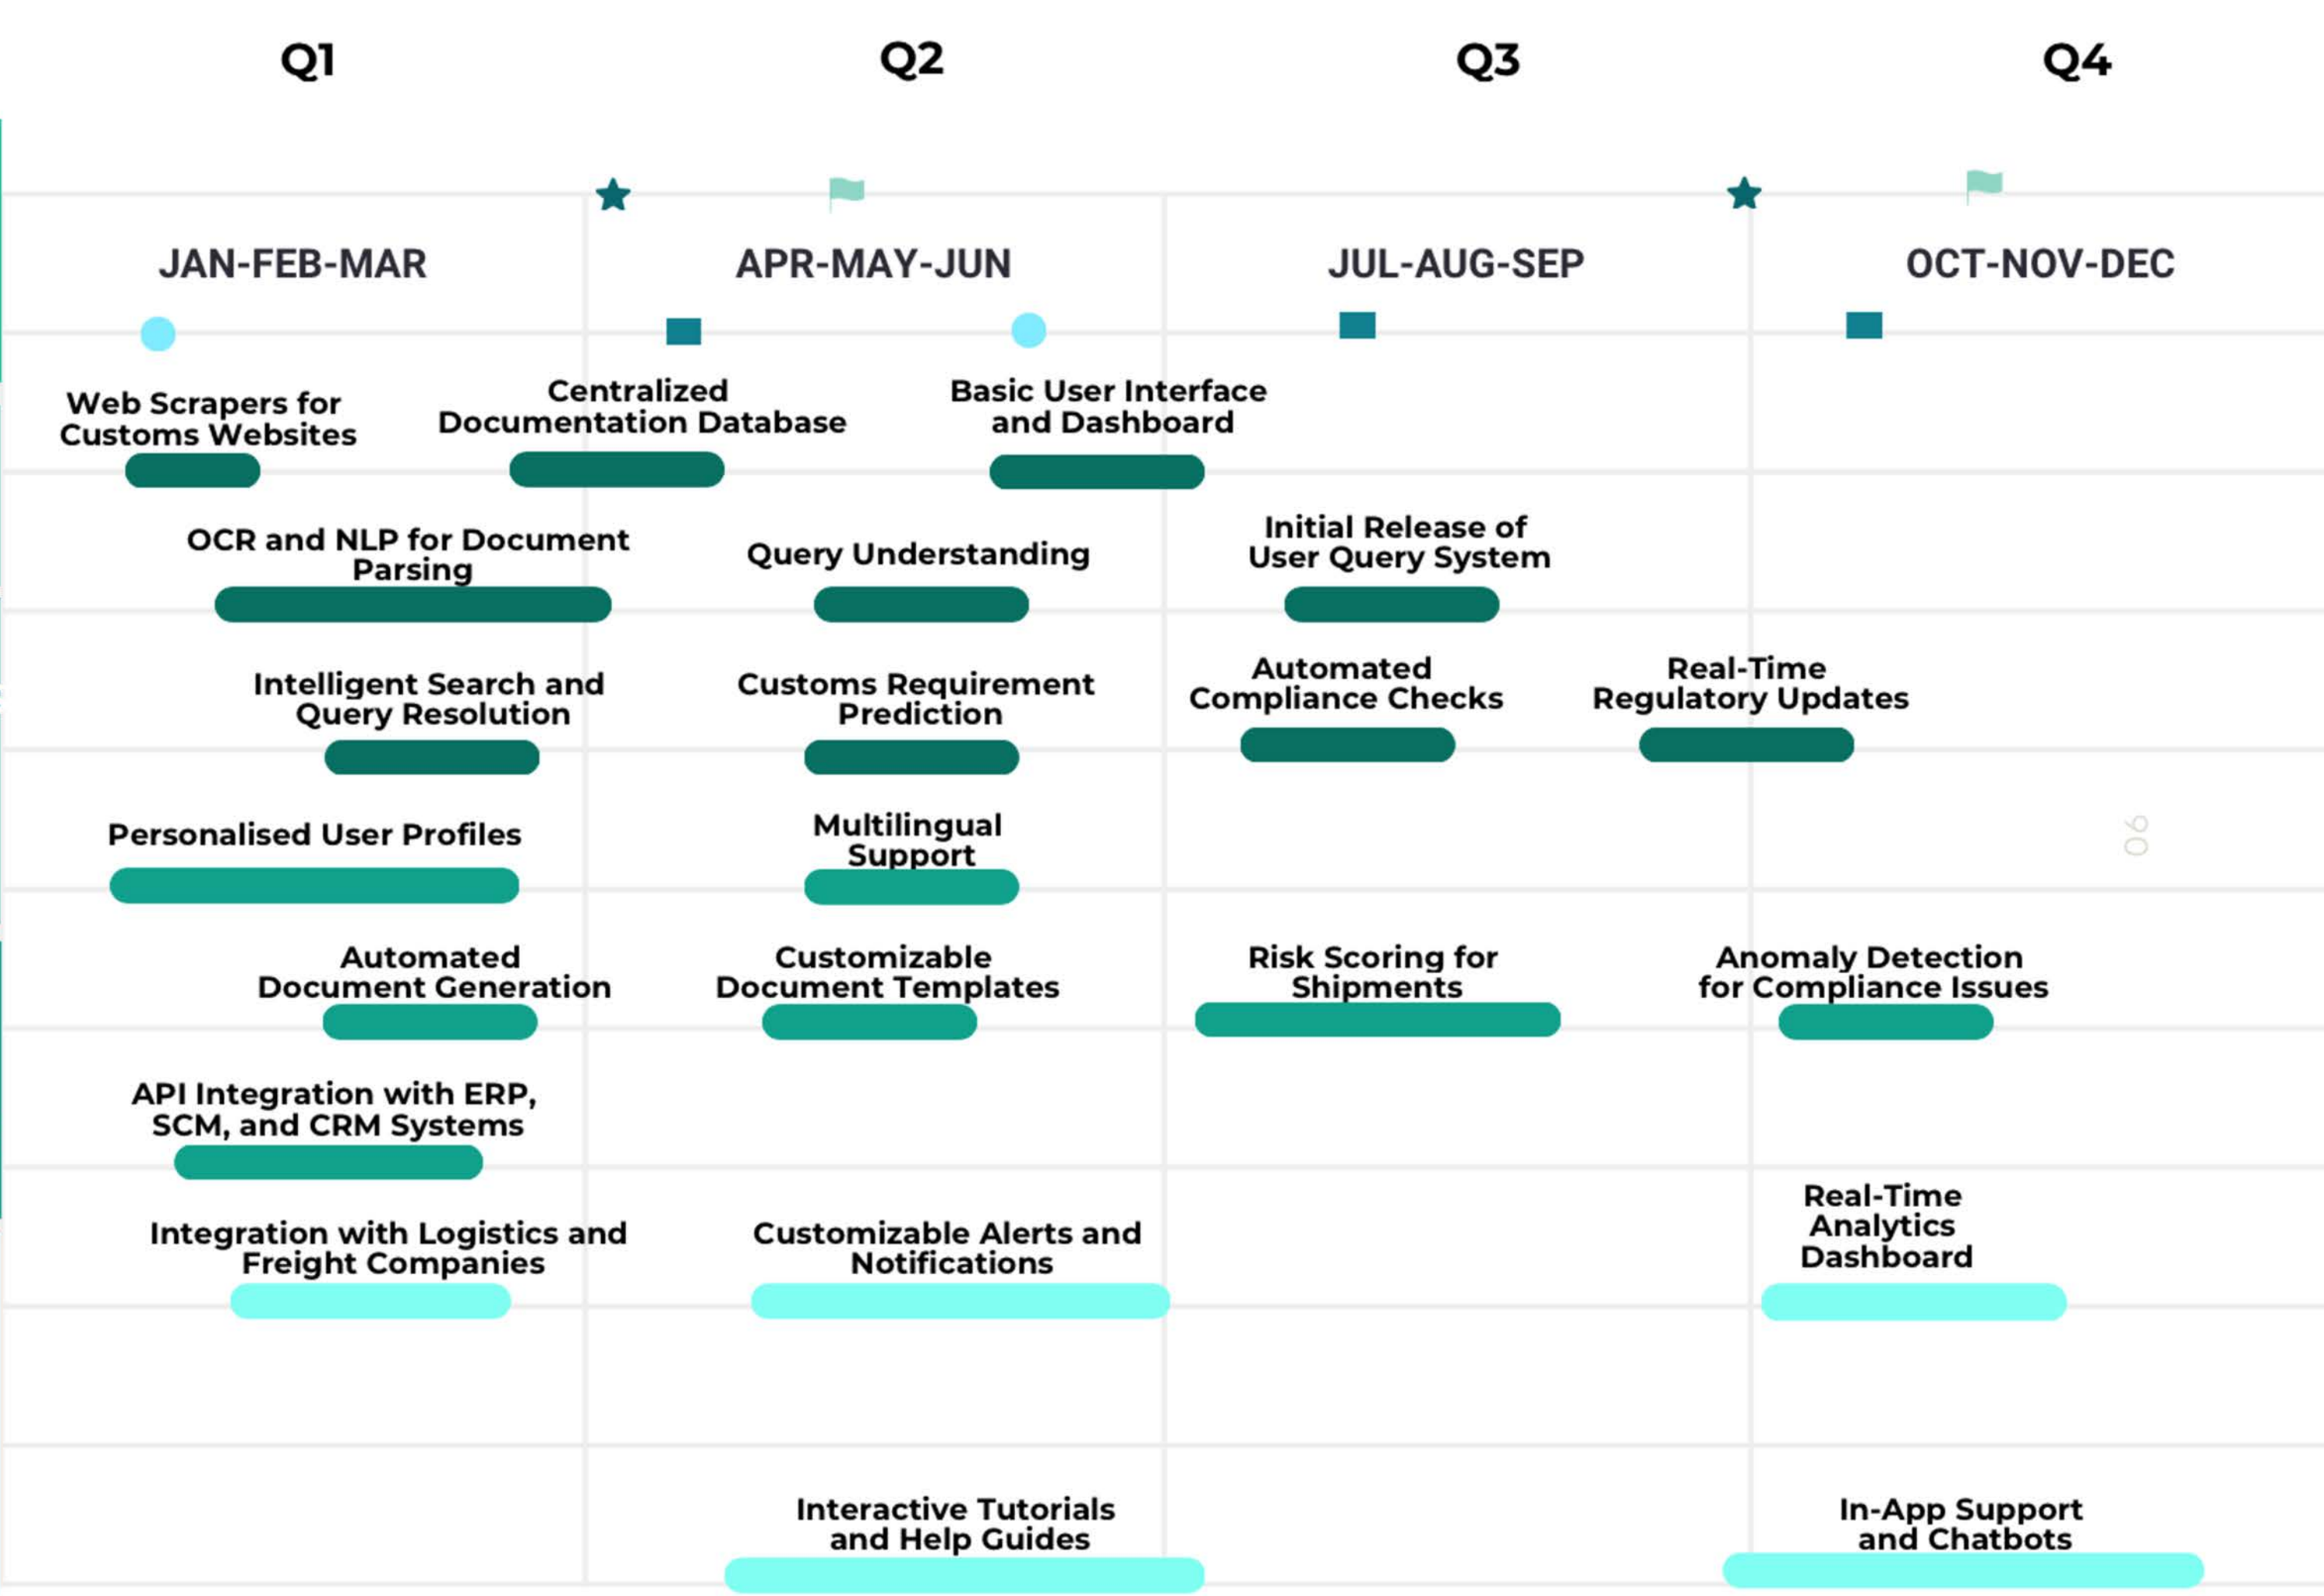 Q1
Q2
Q3
Q4
JAN-FEB-MAR
APR-MAY-JUN
JUL-AUG-SEP
OCT-NOV-DEC
Web Scrapers for
Customs Websites
Centralized
Documentation Database
Basic User Interface
and Dashboard
OCR and NLP for Document
Parsing
Query Understanding
Initial Release of
User Query System
Intelligent Search and
Query Resolution
Customs Requirement
Prediction
Automated
Compliance Checks
Real-Time
Regulatory Updates
Personalised User Profiles
Multilingual
Support
06
Automated
Document Generation
Customizable
Document Templates
Risk Scoring for
Shipments
Anomaly Detection
for Compliance Issues
API Integration with ERP,
SCM, and CRM Systems
Integration with Logistics and
Freight Companies
Customizable Alerts and
Notifications
Real-Time
Analytics
Dashboard
Interactive Tutorials
and Help Guides
In-App Support
and Chatbots